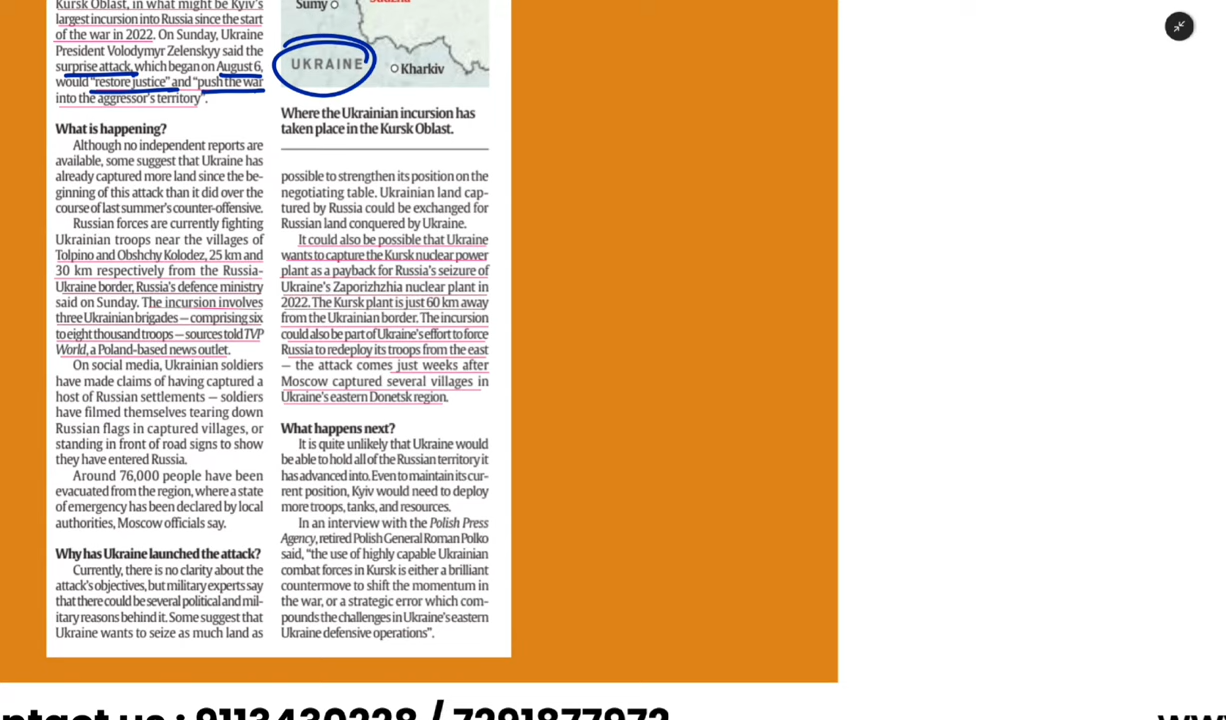 Kursk Oblast, in what might be Kyiv's
largest incursion into Russia since the start
of the war in 2022. On Sunday, Ukraine
President Volodymyr Zelenskyy said the
surprise attack, which began on August 6,
would "restore justice" and "push the war
into the aggressor's territory".
What is happening?
Although no independent reports are
available, some suggest that Ukraine has
already captured more land since the be-
ginning of this attack than it did over the
course of last summer's counter-offensive.
Russian forces are currently fighting
Ukrainian troops near the villages of
Tolpino and Obshchy Kolodez, 25 km and
30 km respectively from the Russia-
Ukraine border, Russia's defence ministry
said on Sunday. The incursion involves
three Ukrainian brigades — comprising six
to eight thousand troops — sources told TVP
World, a Poland-based news outlet.
On social media, Ukrainian soldiers
have made claims of having captured a
host of Russian settlements — soldiers
have filmed themselves tearing down
Russian flags in captured villages, or
standing in front of road signs to show
they have entered Russia.
Around 76,000 people have been
evacuated from the region, where a state
of emergency has been declared by local
authorities, Moscow officials say.
Why has Ukraine launched the attack?
Currently, there is no clarity about the
attack's objectives, but military experts say
that there could be several political and mil-
itary reasons behind it. Some suggest that
Ukraine wants to seize as much land as
Sumy
UKRAINE
Kharkiv
Where the Ukrainian incursion has
taken place in the Kursk Oblast.
possible to strengthen its position on the
negotiating table. Ukrainian land cap-
tured by Russia could be exchanged for
Russian land conquered by Ukraine.
It could also be possible that Ukraine
wants to capture the Kursk nuclear power
plant as a payback for Russia's seizure of
Ukraine's Zaporizhzhia nuclear plant in
2022. The Kursk plant is just 60 km away
from the Ukrainian border. The incursion
could also be part of Ukraine's effort to force
Russia to redeploy its troops from the east
— the attack comes just weeks after
Moscow captured several villages in
Ukraine's eastern Donetsk region.
What happens next?
It is quite unlikely that Ukraine would
be able to hold all of the Russian territory it
has advanced into. Even to maintain its cur-
rent position, Kyiv would need to deploy
more troops, tanks, and resources.
In an interview with the Polish Press
Agency, retired Polish General Roman Polko
said, "the use of highly capable Ukrainian
combat forces in Kursk is either a brilliant
countermove to shift the momentum in
the war, or a strategic error which com-
pounds the challenges in Ukraine's eastern
Ukraine defensive operations".
ntact us : 9113430228 / 7291877972